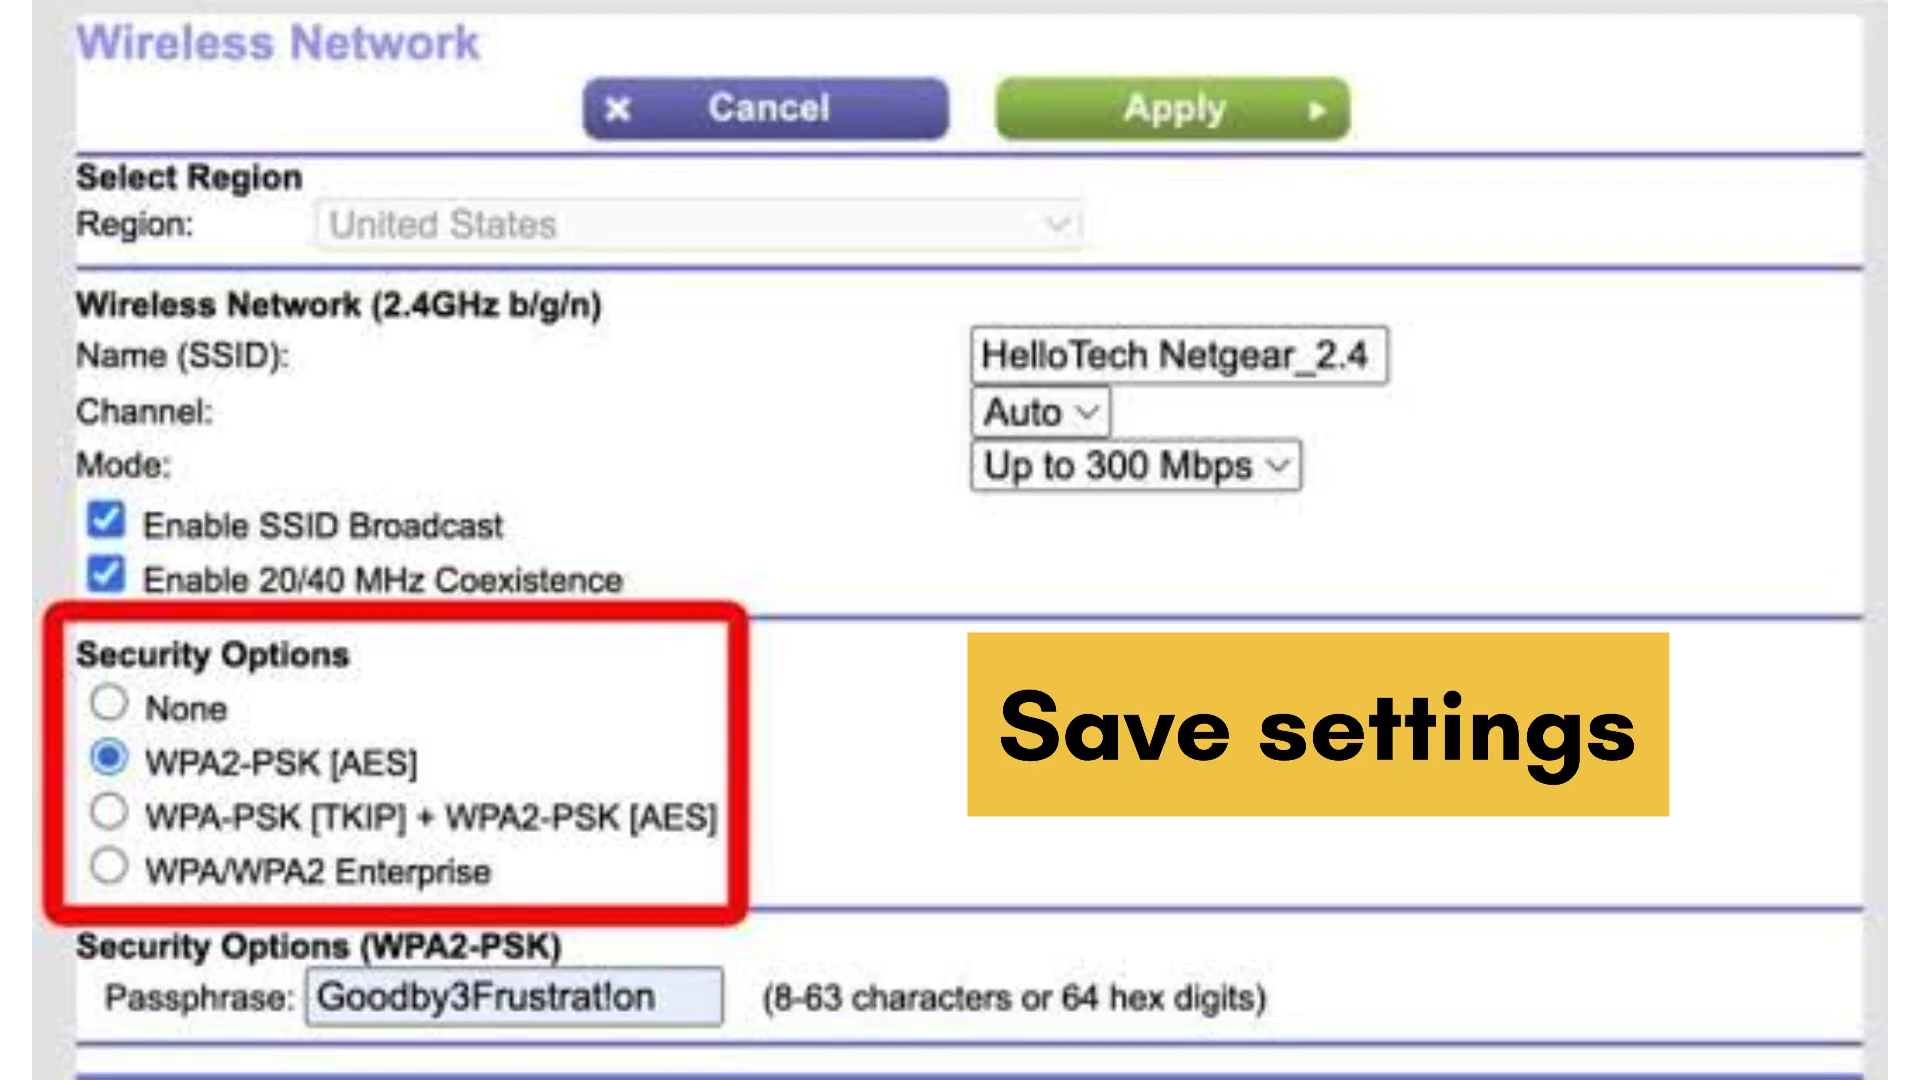 Wireless Network
Cancel
Apply
Select Region
Region: United States
Wireless Network (2.4GHz b/g/n)
Name (SSID): HelloTech Netgear_2.4
Channel: Auto
Mode: Up to 300 Mbps
Enable SSID Broadcast
Enable 20/40 MHz Coexistence
Security Options
None
WPA2-PSK [AES]
WPA-PSK [TKIP] + WPA2-PSK [AES]
WPA/WPA2 Enterprise
Save settings
Security Options (WPA2-PSK)
Passphrase: Goodby3Frustrat!on (8-63 characters or 64 hex digits)